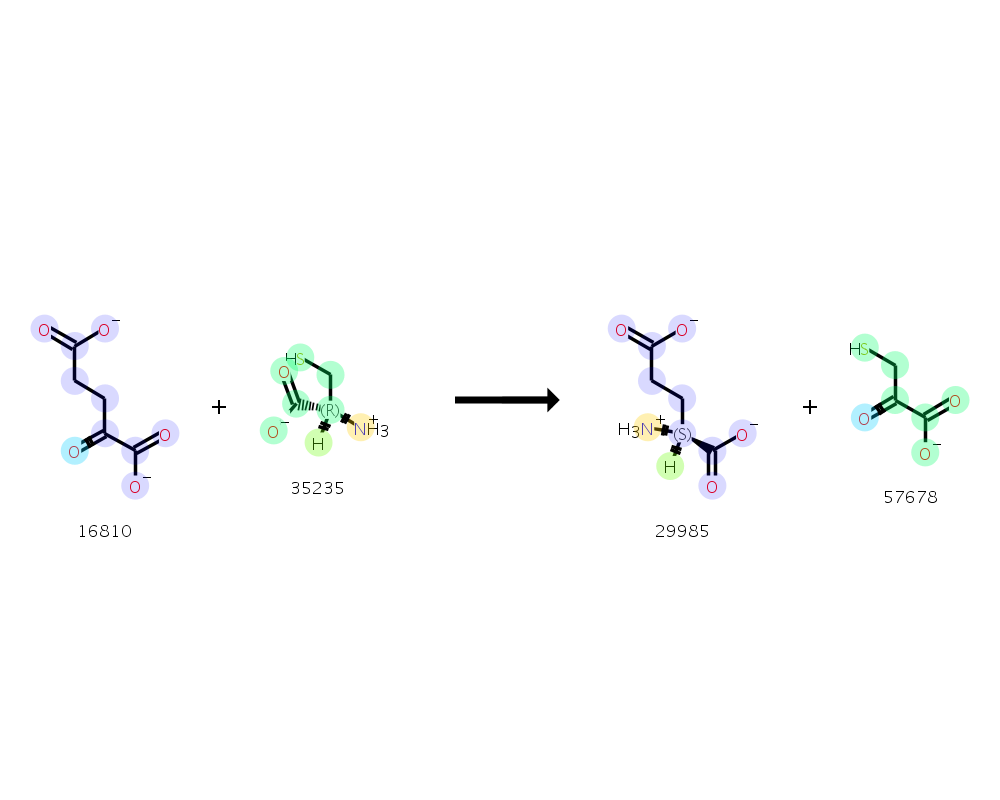 O O⁻ O O O⁻
16810
+
HS O O⁻ (R) H NH3⁺
35235
O O⁻ H3N⁺ (S) H O⁻ O
29985
+
HS O O O⁻
57678